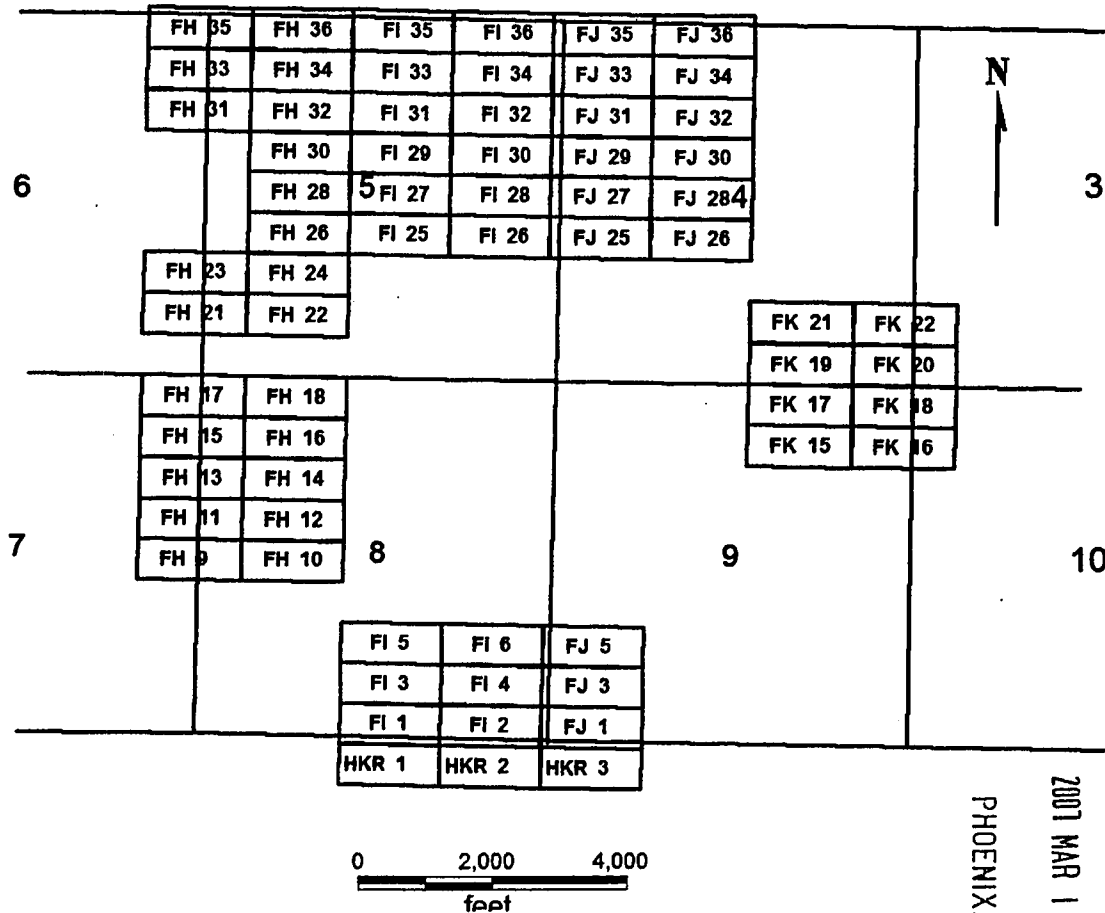 FH 35 FH 36 FI 35 FI 36 FJ 35 FJ 36
FH 33 FH 34 FI 33 FI 34 FJ 33 FJ 34
N
FH 31 FH 32 FI 31 FI 32 FJ 31 FJ 32
FH 30 FI 29 FI 30 FJ 29 FJ 30
6 FH 28 5 FI 27 FI 28 FJ 27 FJ 28 4 3
FH 26 FI 25 FI 26 FJ 25 FJ 26
FH 23 FH 24
FH 21 FH 22
FK 21 FK 22
FK 19 FK 20
FH 17 FH 18
FK 17 FK 18
FH 15 FH 16
FK 15 FK 16
FH 13 FH 14
FH 11 FH 12
7 FH 9 FH 10 8 9 10
FI 5 FI 6 FJ 5
FI 3 FI 4 FJ 3
FI 1 FI 2 FJ 1
HKR 1 HKR 2 HKR 3
2007 MAR
PHOENIX
0 2,000 4,000
feet